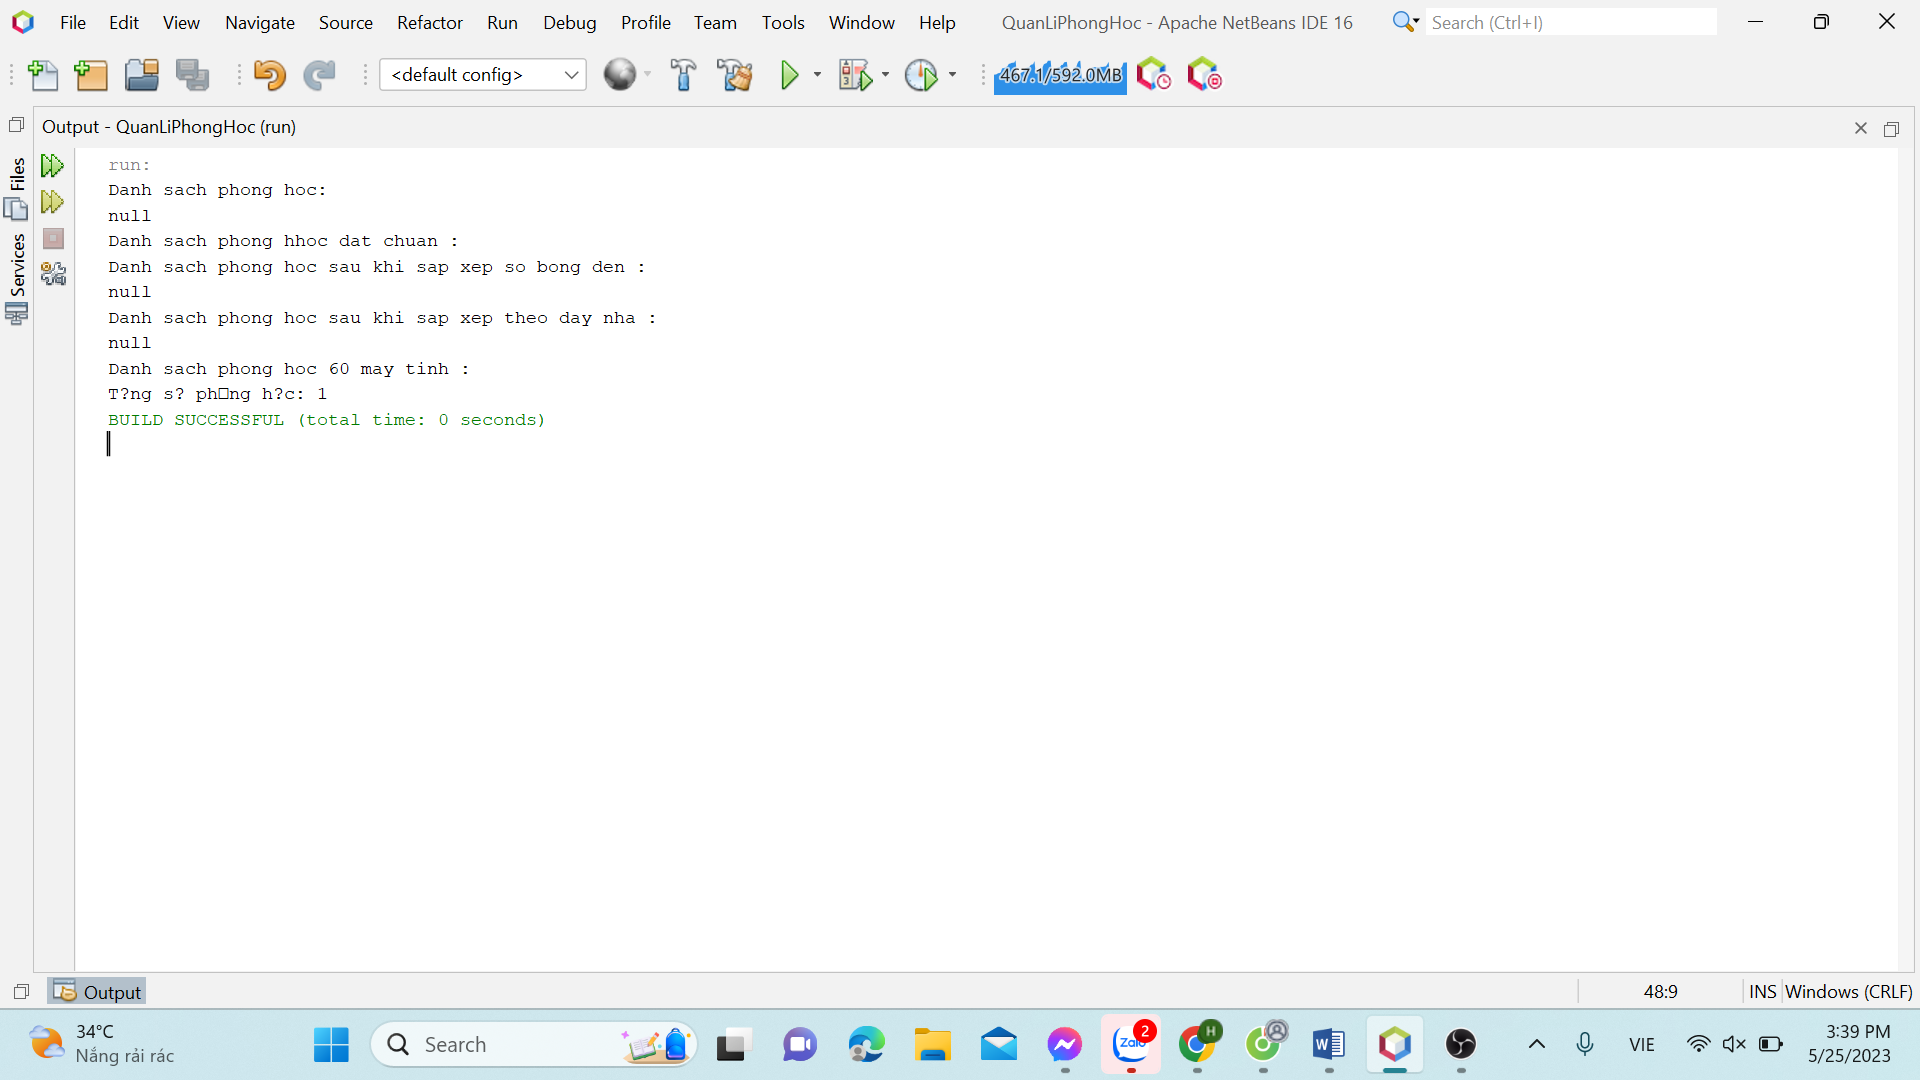 File Edit View Navigate Source Refactor Run Debug Profile Team Tools Window Help QuanLiPhongHoc - Apache NetBeans IDE 16 Search (Ctrl+I)
<default config> 467.1/592.0MB
Output - QuanLiPhongHoc (run)
Files
Services
run:
Danh sach phong hoc:
null
Danh sach phong hhoc dat chuan :
Danh sach phong hoc sau khi sap xep so bong den :
null
Danh sach phong hoc sau khi sap xep theo day nha :
null
Danh sach phong hoc 60 may tinh :
T?ng s? ph□ng h?c: 1
BUILD SUCCESSFUL (total time: 0 seconds)
Output 48:9 INS Windows (CRLF)
34°C
Nắng rải rác
Search
Zalo 2
H
W
VIE
3:39 PM
5/25/2023